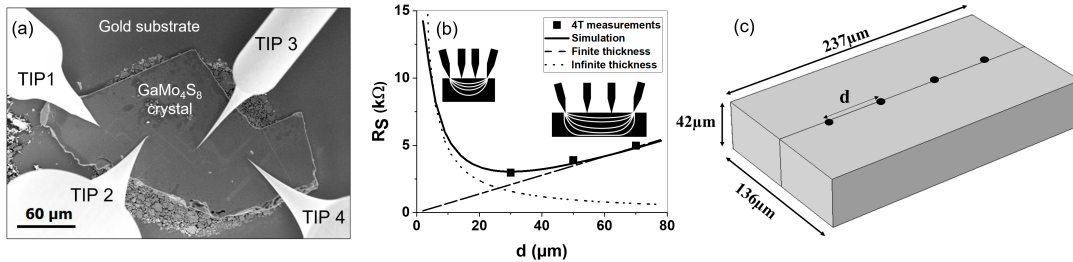 (a)
Gold substrate
TIP 3
TIP1
GaMo₄S₈
crystal
TIP 2
TIP 4
60 µm
(b)
4T measurements
Simulation
Finite thickness
Infinite thickness
R_S (kΩ)
15
10
5
0
0 20 40 60 80
d (µm)
(c)
237µm
d
42µm
136µm